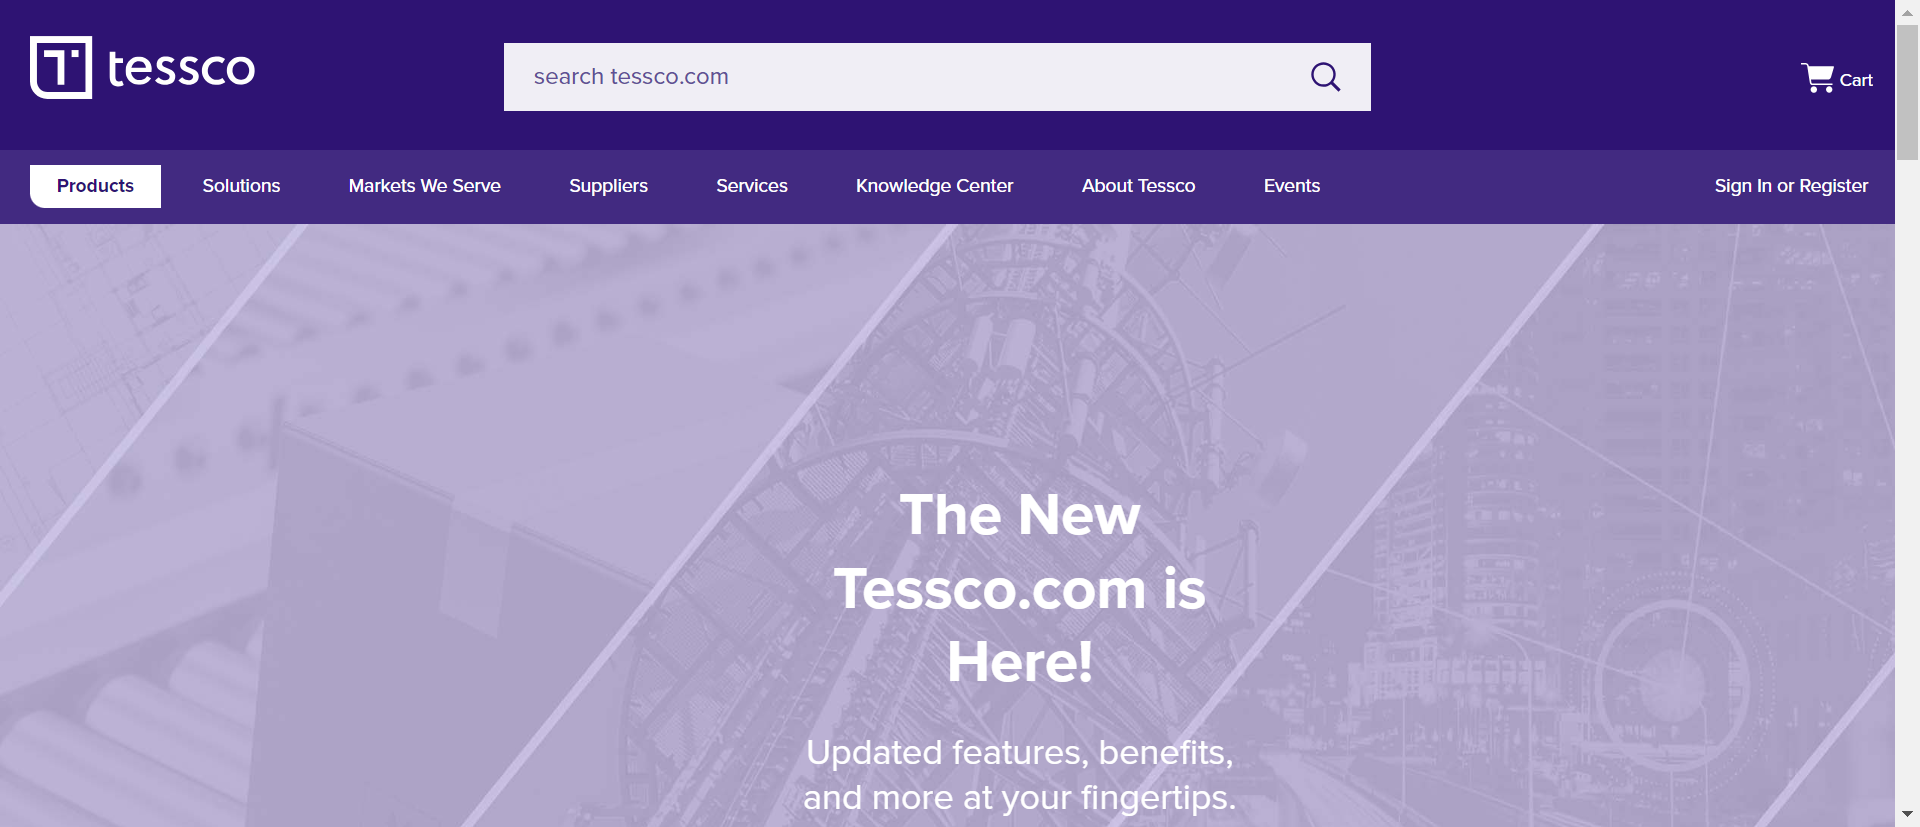 tessco
search tessco.com
Cart
Products
Solutions
Markets We Serve
Suppliers
Services
Knowledge Center
About Tessco
Events
Sign In or Register
The New
Tessco.com is
Here!
Updated features, benefits,
and more at your fingertips.